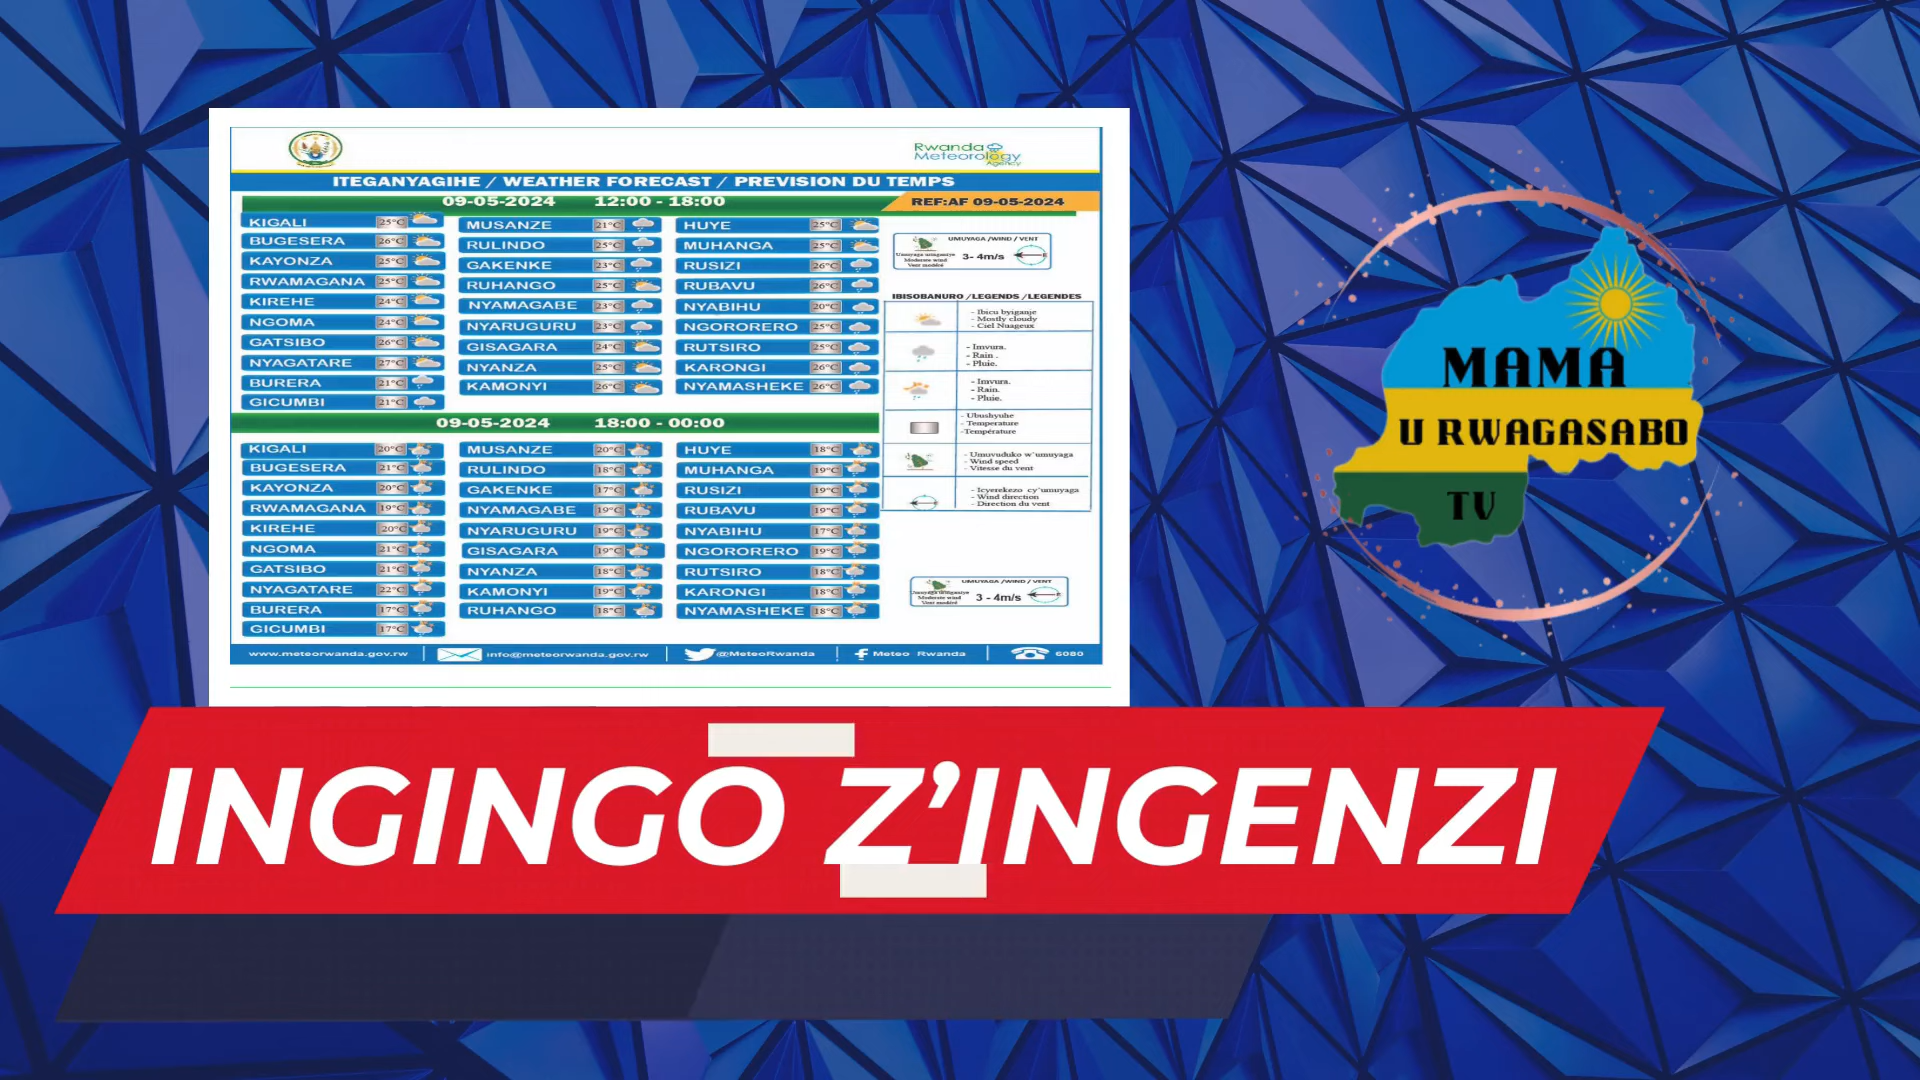 Rwanda
Meteorology
Agency
ITEGANYAGIHE / WEATHER FORECAST / PREVISION DU TEMPS
09-05-2024 12:00 - 18:00
REF:AF 09-05-2024
KIGALI 25°C
BUGESERA 26°C
KAYONZA 25°C
RWAMAGANA 25°C
KIREHE 24°C
NGOMA 24°C
GATSIBO 26°C
NYAGATARE 27°C
BURERA 21°C
GICUMBI 21°C
MUSANZE 21°C
RULINDO 25°C
GAKENKE 23°C
RUHANGO 25°C
NYAMAGABE 23°C
NYARUGURU 23°C
GISAGARA 24°C
NYANZA 25°C
KAMONYI 26°C
HUYE 25°C
MUHANGA 25°C
RUSIZI 26°C
RUBAVU 26°C
NYABIHU 20°C
NGORORERO 25°C
RUTSIRO 25°C
KARONGI 26°C
NYAMASHEKE 26°C
UMUYAGA /WIND / VENT
Moderate wind
Vent modéré
3- 4m/s
IBISOBANURO /LEGENDS /LEGENDES
- Ibicu byiganje
- Mostly cloudy
- Ciel Nuageux
- Imvura.
- Rain .
- Pluie.
- Imvura.
- Rain.
- Pluie.
- Ubushyuhe
- Temperature
-Température
- Umuvuduko w'umuyaga
- Wind speed
- Vitesse du vent
- Icyerekezo cy'umuyaga
- Wind direction
- Direction du vent
09-05-2024 18:00 - 00:00
KIGALI 20°C
BUGESERA 21°C
KAYONZA 20°C
RWAMAGANA 19°C
KIREHE 20°C
NGOMA 21°C
GATSIBO 21°C
NYAGATARE 22°C
BURERA 17°C
GICUMBI 17°C
MUSANZE 20°C
RULINDO 18°C
GAKENKE 17°C
NYAMAGABE 19°C
NYARUGURU 19°C
GISAGARA 19°C
NYANZA 18°C
KAMONYI 19°C
RUHANGO 18°C
HUYE 18°C
MUHANGA 19°C
RUSIZI 19°C
RUBAVU 19°C
NYABIHU 17°C
NGORORERO 19°C
RUTSIRO 18°C
KARONGI 18°C
NYAMASHEKE 18°C
UMUYAGA /WIND / VENT
Moderate wind
Vent modéré
3 - 4m/s
www.meteorwanda.gov.rw info@meteorwanda.gov.rw @MeteoRwanda Meteo Rwanda 6080
MAMA
U RWAGASABO
TV
INGINGO Z'INGENZI